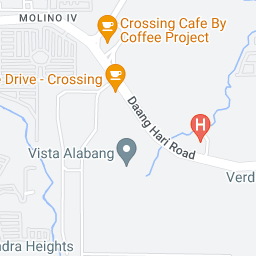 MOLINO IV
Crossing Cafe By
Coffee Project
Drive - Crossing
Daang Hari Road
H
Vista Alabang
Verd
dra Heights